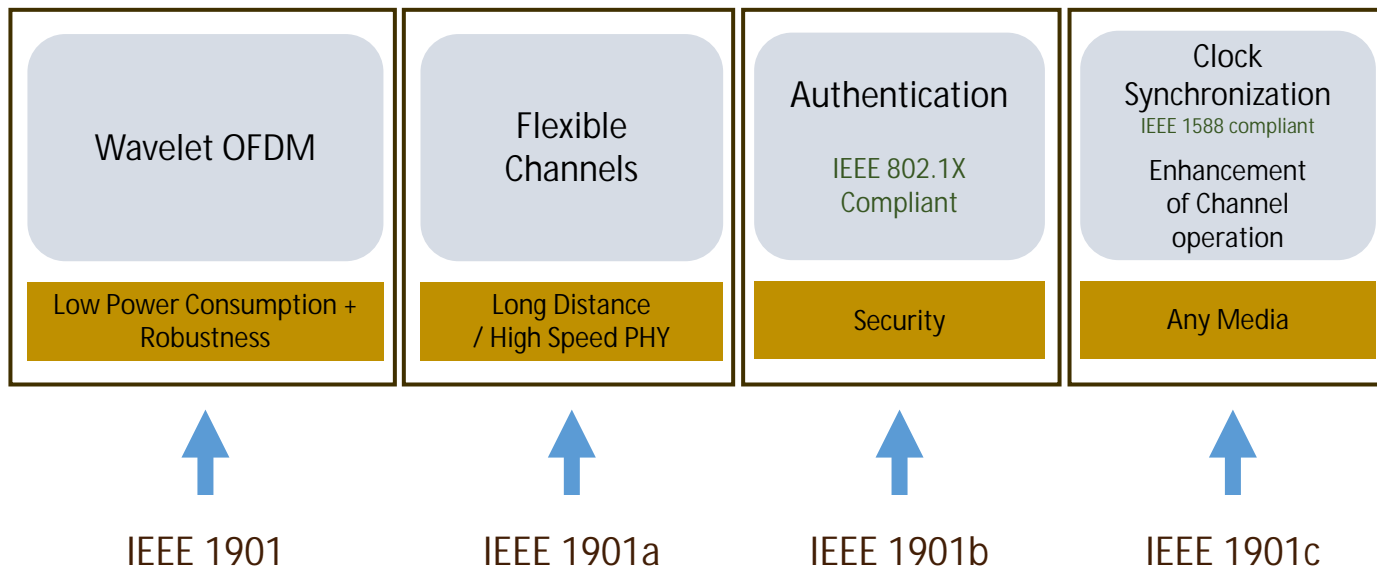 Wavelet OFDM
Low Power Consumption +
Robustness
Flexible
Channels
Long Distance
/ High Speed PHY
Authentication
IEEE 802.1X
Compliant
Security
Clock
Synchronization
IEEE 1588 compliant
Enhancement
of Channel
operation
Any Media
IEEE 1901
IEEE 1901a
IEEE 1901b
IEEE 1901c